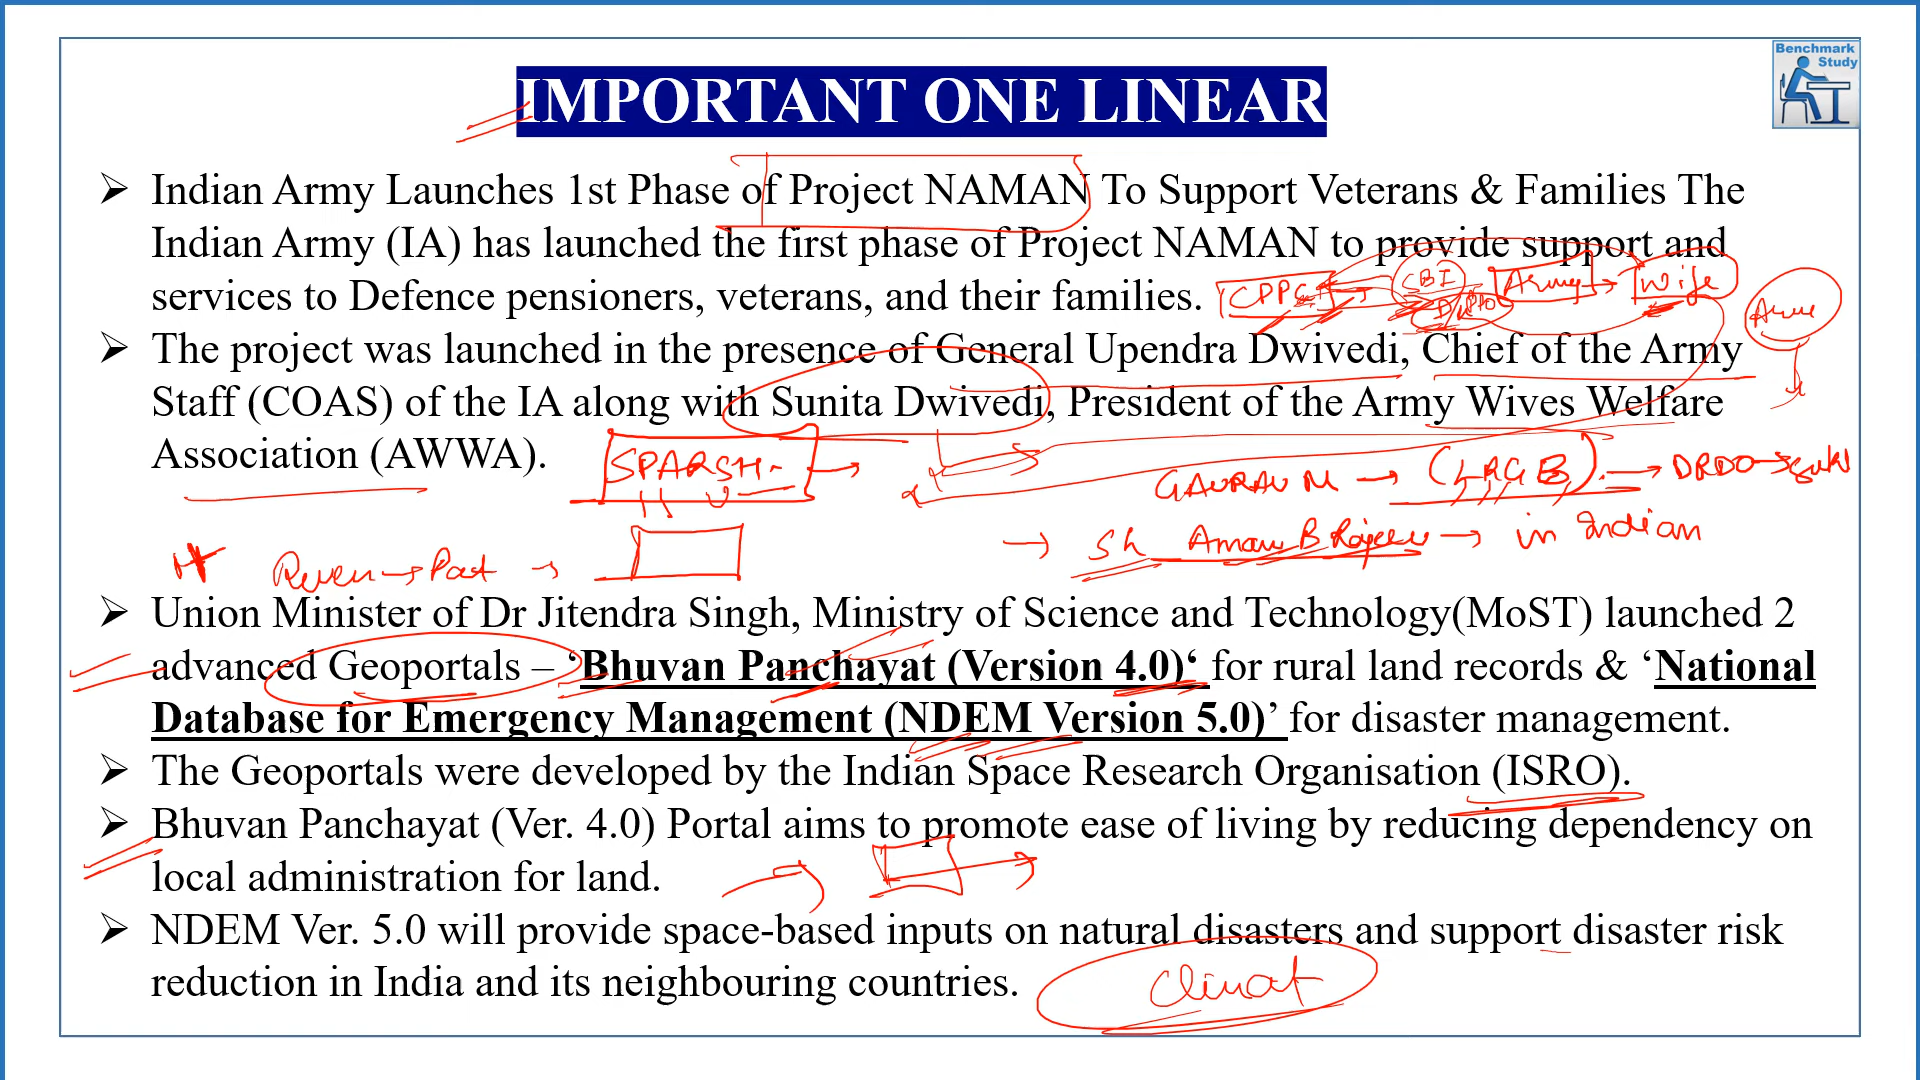 Benchmark
Study
IMPORTANT ONE LINEAR
➢ Indian Army Launches 1st Phase of Project NAMAN To Support Veterans & Families The
Indian Army (IA) has launched the first phase of Project NAMAN to provide support and
services to Defence pensioners, veterans, and their families.
CPPC SBI Army → Wife
➢ The project was launched in the presence of General Upendra Dwivedi, Chief of the Army
Staff (COAS) of the IA along with Sunita Dwivedi, President of the Army Wives Welfare
Association (AWWA).
SPARSH →
GAURAV → (LRGB) → DRDO →
→ Sh Aman B → in Indian
➢ Union Minister of Dr Jitendra Singh, Ministry of Science and Technology(MoST) launched 2
advanced Geoportals – ‘Bhuvan Panchayat (Version 4.0)‘ for rural land records & ‘National
Database for Emergency Management (NDEM Version 5.0)’ for disaster management.
➢ The Geoportals were developed by the Indian Space Research Organisation (ISRO).
➢ Bhuvan Panchayat (Ver. 4.0) Portal aims to promote ease of living by reducing dependency on
local administration for land.
➢ NDEM Ver. 5.0 will provide space-based inputs on natural disasters and support disaster risk
reduction in India and its neighbouring countries.
Climat